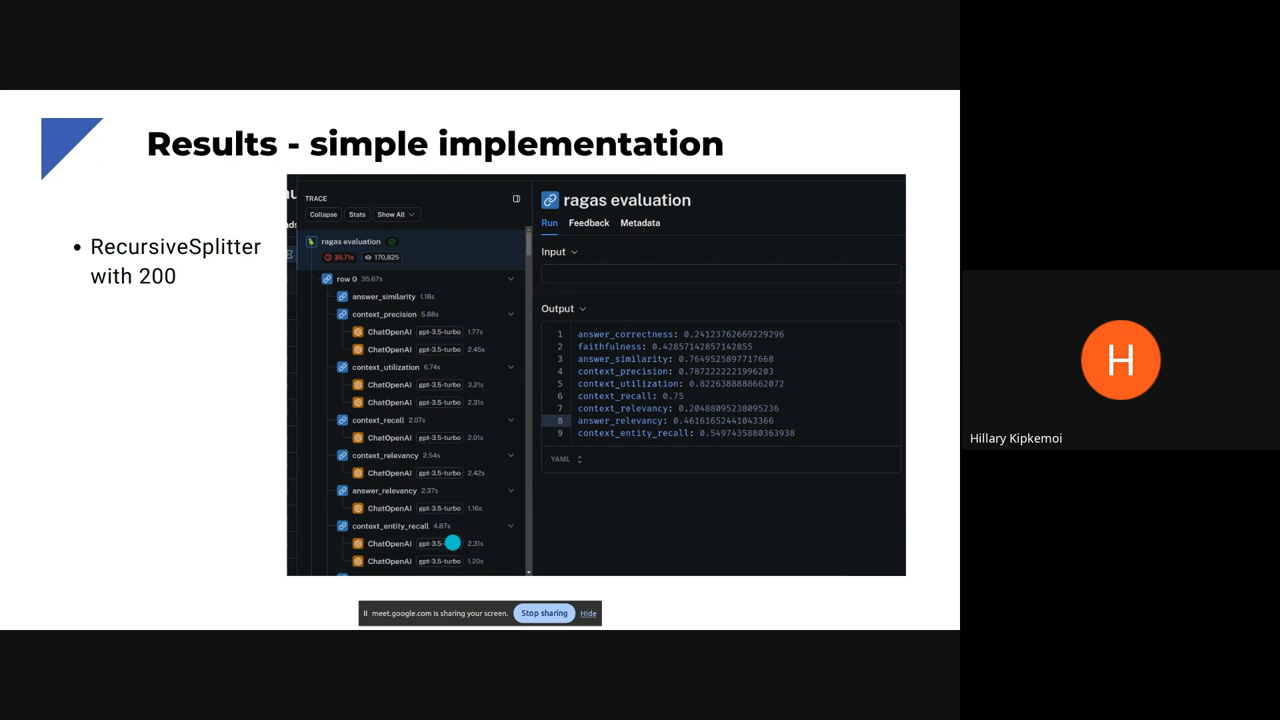 Results - simple implementation
• RecursiveSplitter
with 200
TRACE
Collapse Stats Show All
ragas evaluation
35.71s 170,825
row 0 35.67s
answer_similarity 1.18s
context_precision 5.88s
ChatOpenAI gpt-3.5-turbo 1.77s
ChatOpenAI gpt-3.5-turbo 2.45s
context_utilization 6.74s
ChatOpenAI gpt-3.5-turbo 3.21s
ChatOpenAI gpt-3.5-turbo 2.31s
context_recall 2.07s
ChatOpenAI gpt-3.5-turbo 2.01s
context_relevancy 2.54s
ChatOpenAI gpt-3.5-turbo 2.42s
answer_relevancy 2.37s
ChatOpenAI gpt-3.5-turbo 1.16s
context_entity_recall 4.87s
ChatOpenAI gpt-3.5- 2.31s
ChatOpenAI gpt-3.5-turbo 1.20s
ragas evaluation
Run Feedback Metadata
Input
Output
1 answer_correctness: 0.24123762669229296
2 faithfulness: 0.42857142857142855
3 answer_similarity: 0.7649525897717668
4 context_precision: 0.7872222221996203
5 context_utilization: 0.8226388888662072
6 context_recall: 0.75
7 context_relevancy: 0.20488095238095236
8 answer_relevancy: 0.46161652441043366
9 context_entity_recall: 0.5497435880363938
YAML
meet.google.com is sharing your screen. Stop sharing Hide
H
Hillary Kipkemoi